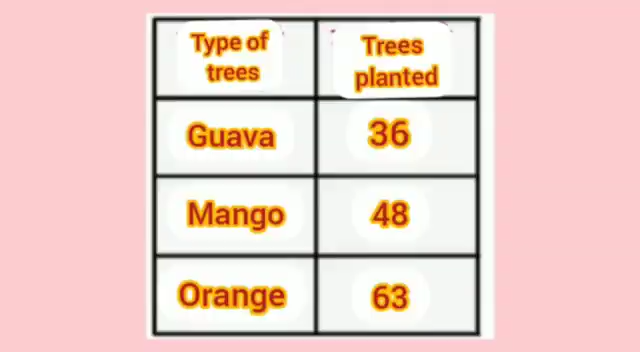 Type of
trees
Trees
planted
Guava
36
Mango
48
Orange
63